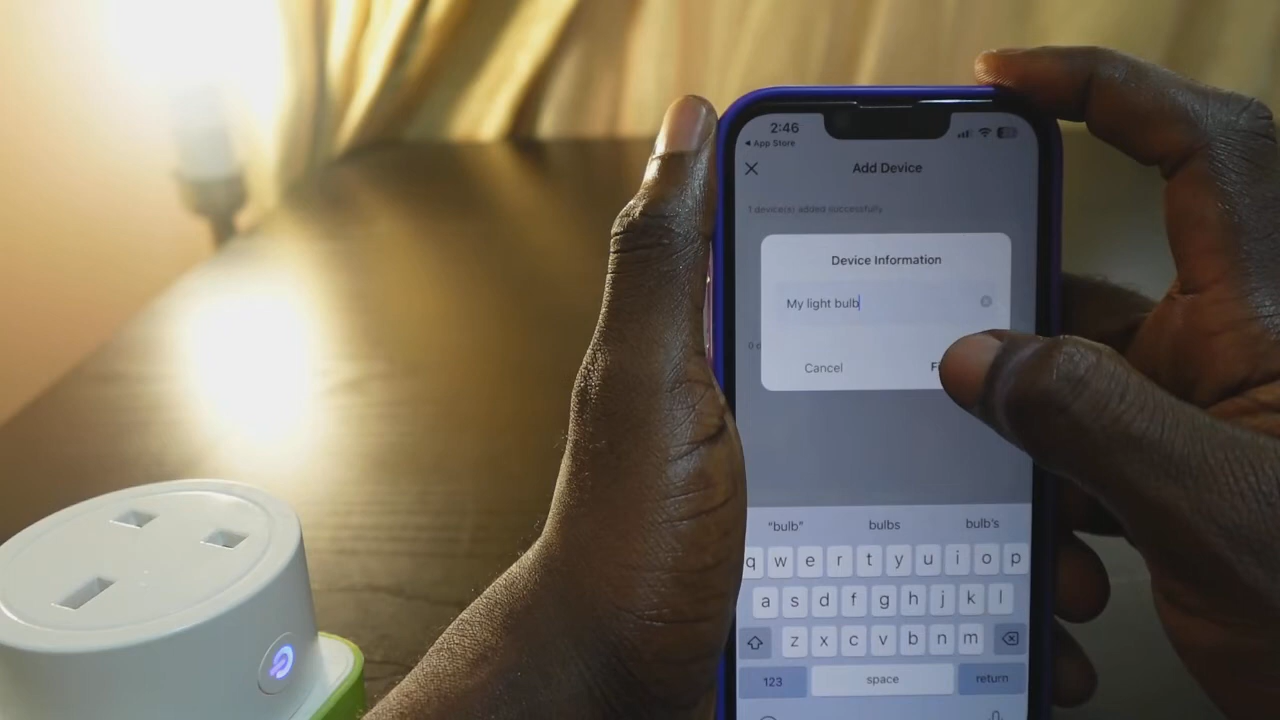 2:46
◀ App Store
Add Device
1 device(s) added successfully
Device Information
My light bulb
0
Cancel
"bulb" bulbs bulb's
q w e r t y u i o p
a s d f g h j k l
z x c v b n m
123 space return